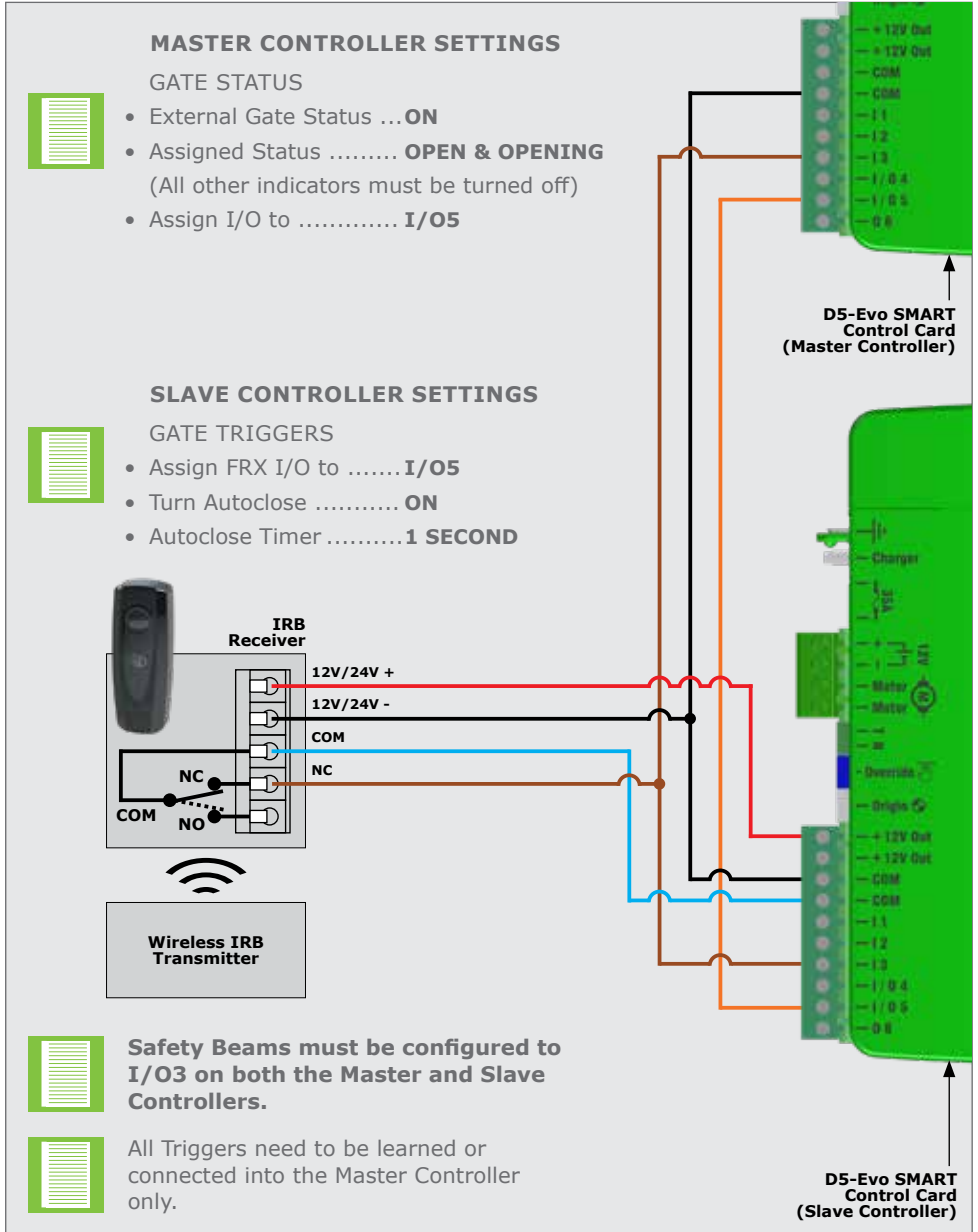 MASTER CONTROLLER SETTINGS
GATE STATUS
• External Gate Status ... ON
• Assigned Status ......... OPEN & OPENING
(All other indicators must be turned off)
• Assign I/O to ............. I/O5
+ 12V Out
+ 12V Out
COM
COM
I 1
I 2
I 3
I / O 4
I / O 5
O 6
D5-Evo SMART
Control Card
(Master Controller)
SLAVE CONTROLLER SETTINGS
GATE TRIGGERS
• Assign FRX I/O to ....... I/O5
• Turn Autoclose ........... ON
• Autoclose Timer .......... 1 SECOND
IRB
Receiver
12V/24V +
12V/24V -
COM
NC
NC
COM
NO
Wireless IRB
Transmitter
Charger
35A
+
-
12V
Motor
Motor
M
Override
Origin
+ 12V Out
+ 12V Out
COM
COM
I 1
I 2
I 3
I / O 4
I / O 5
O 6
Safety Beams must be configured to
I/O3 on both the Master and Slave
Controllers.
All Triggers need to be learned or
connected into the Master Controller
only.
D5-Evo SMART
Control Card
(Slave Controller)